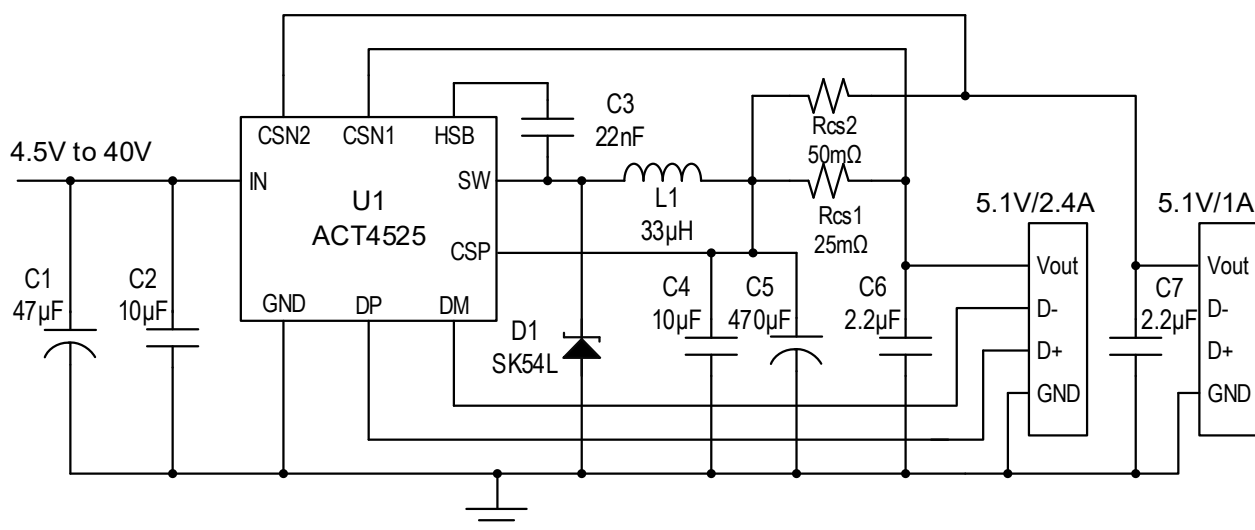 CSN2
CSN1
HSB
C3
22nF
Rcs2
50mΩ
4.5V to 40V
IN
U1
ACT4525
SW
L1
33µH
Rcs1
25mΩ
5.1V/2.4A
5.1V/1A
CSP
C1
47µF
C2
10µF
GND
DP
DM
D1
SK54L
C4
10µF
C5
470µF
C6
2.2µF
Vout
D-
D+
GND
C7
2.2µF
Vout
D-
D+
GND